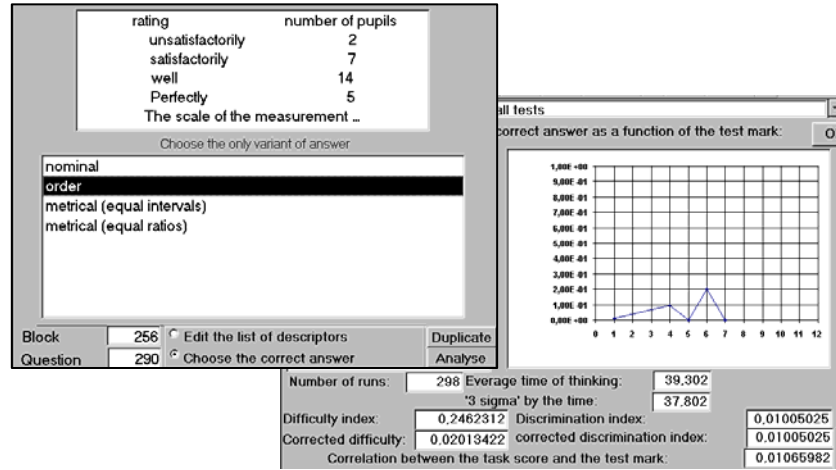 rating number of pupils
unsatisfactorily 2
satisfactorily 7
well 14
Perfectly 5
The scale of the measurement ...
Choose the only variant of answer
nominal
order
metrical (equal intervals)
metrical (equal ratios)
Block 256 Edit the list of descriptors Duplicate
Question 290 Choose the correct answer Analyse
all tests
correct answer as a function of the test mark:
1,00E +00
9,00E -01
8,00E -01
7,00E -01
6,00E -01
5,00E -01
4,00E -01
3,00E -01
2,00E -01
1,00E -01
0,00E +00
0 1 2 3 4 5 6 7 8 9 10 11 12
Number of runs: 298 Everage time of thinking: 39,302
'3 sigma' by the time: 37.802
Difficulty index: 0,2462312 Discrimination index: 0,01005025
Corrected difficulty: 0,02013422 corrected discrimination index: 0,01005025
Correlation between the task score and the test mark: 0.01065982